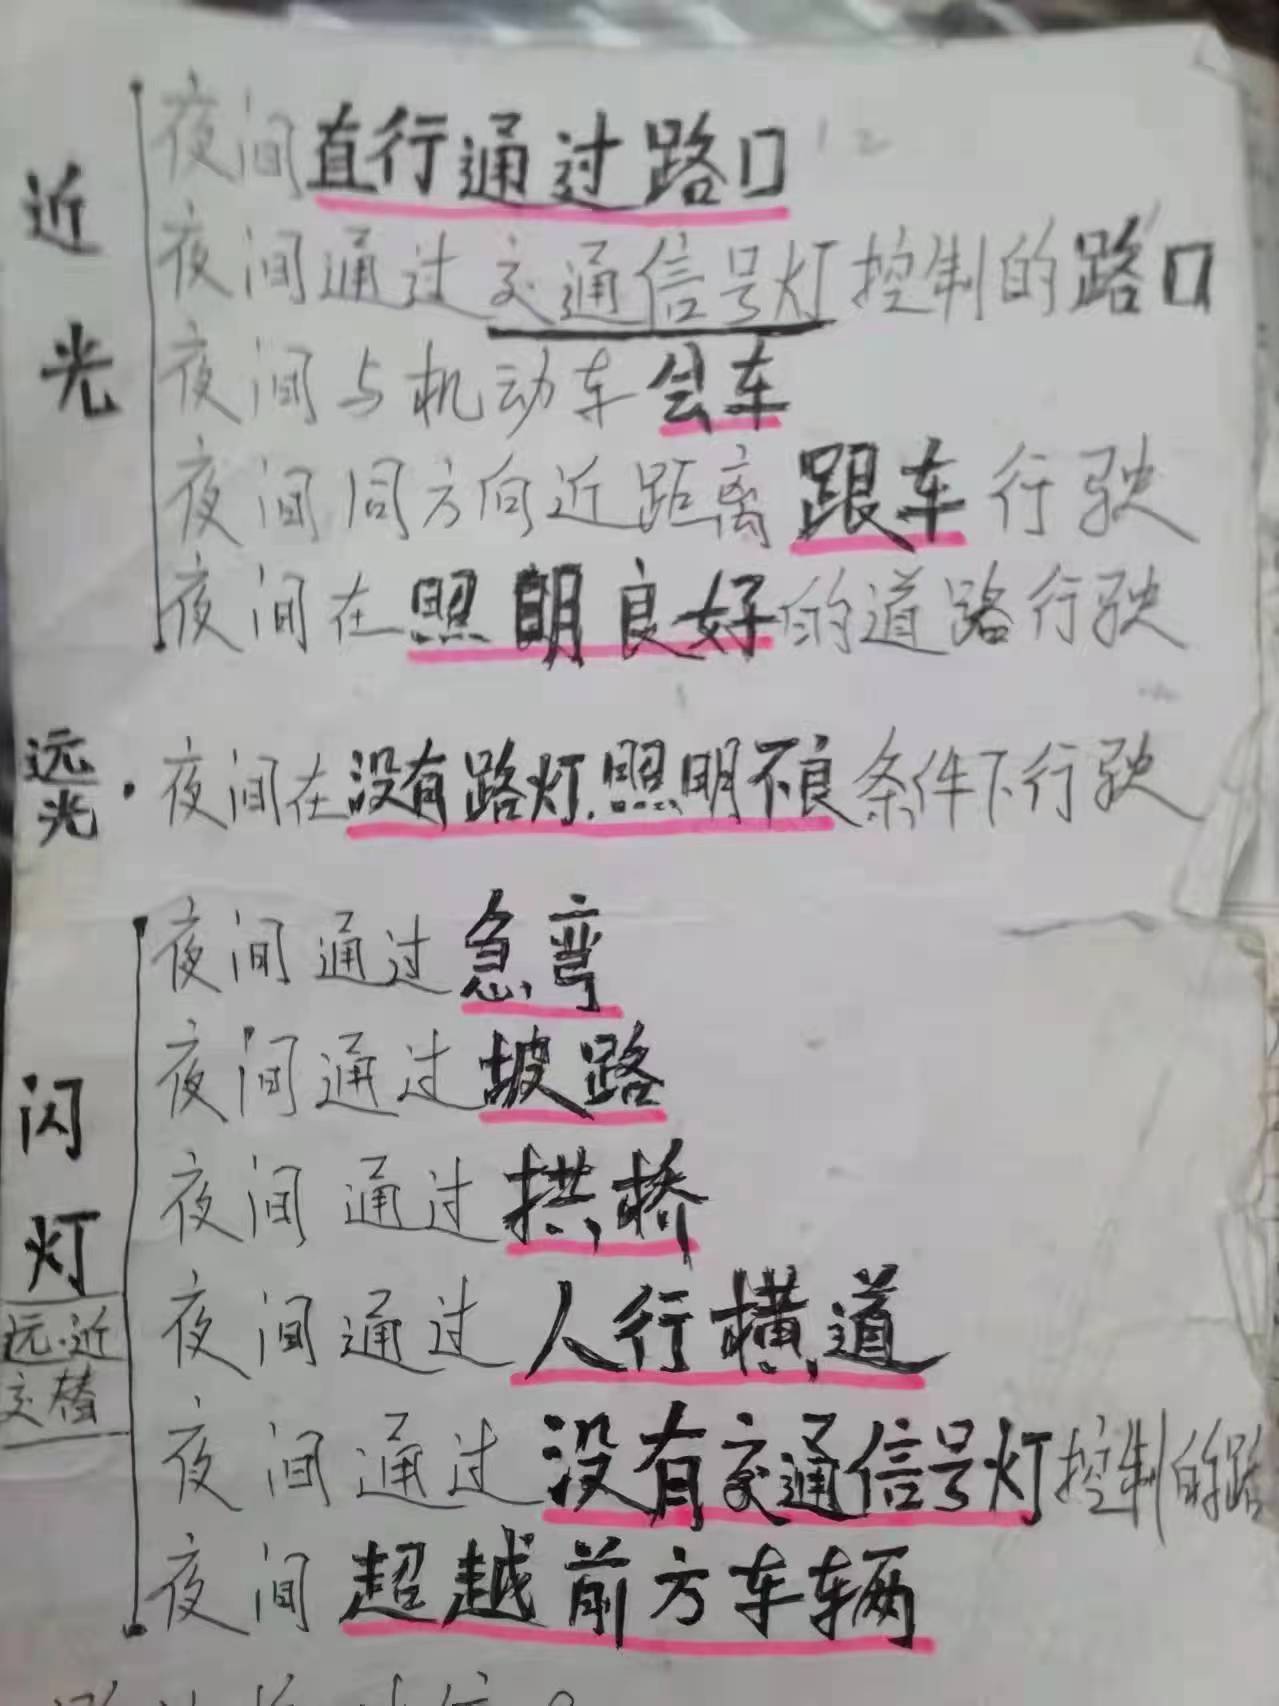 近光
夜间直行通过路口
夜间通过交通信号灯控制的路口
夜间与机动车会车
夜间同方向近距离跟车行驶
夜间在照明良好的道路行驶
远光
夜间在没有路灯.照明不良条件下行驶
闪灯
远.近
交替
夜间通过急弯
夜间通过坡路
夜间通过拱桥
夜间通过人行横道
夜间通过没有交通信号灯控制的路
夜间超越前方车辆